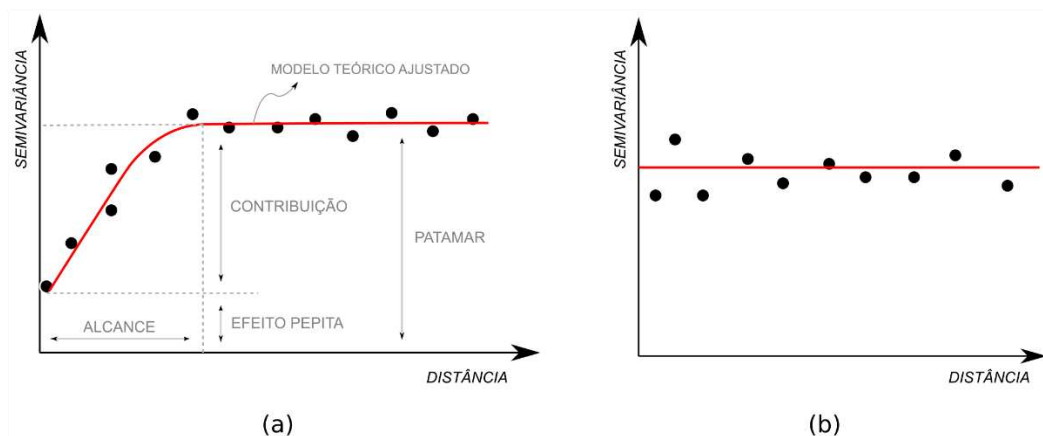 SEMIVARIÂNCIA
MODELO TEÓRICO AJUSTADO
CONTRIBUIÇÃO
PATAMAR
ALCANCE
EFEITO PEPITA
DISTÂNCIA
(a)
SEMIVARIÂNCIA
DISTÂNCIA
(b)